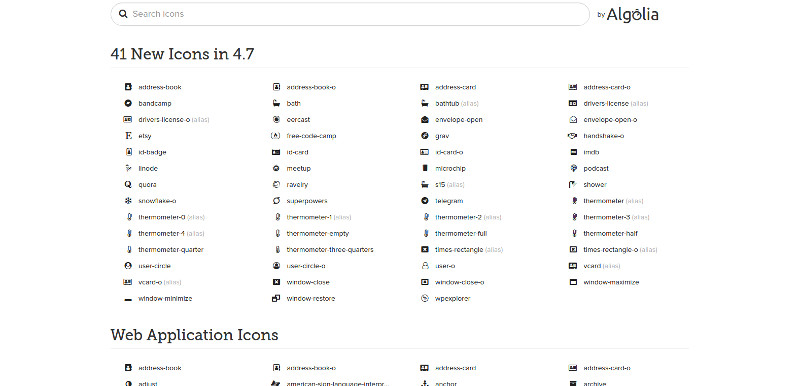 Search icons
by Algolia
41 New Icons in 4.7
address-book address-book-o address-card address-card-o
bandcamp bath bathtub (alias) drivers-license (alias)
drivers-license-o (alias) eercast envelope-open envelope-open-o
etsy free-code-camp grav handshake-o
id-badge id-card id-card-o imdb
linode meetup microchip podcast
quora ravelry s15 (alias) shower
snowflake-o superpowers telegram thermometer (alias)
thermometer-0 (alias) thermometer-1 (alias) thermometer-2 (alias) thermometer-3 (alias)
thermometer-4 (alias) thermometer-empty thermometer-full thermometer-half
thermometer-quarter thermometer-three-quarters times-rectangle (alias) times-rectangle-o (alias)
user-circle user-circle-o user-o vcard (alias)
vcard-o (alias) window-close window-close-o window-maximize
window-minimize window-restore wpexplorer
Web Application Icons
address-book address-book-o address-card address-card-o
adjust american-sign-language-interpr... anchor archive